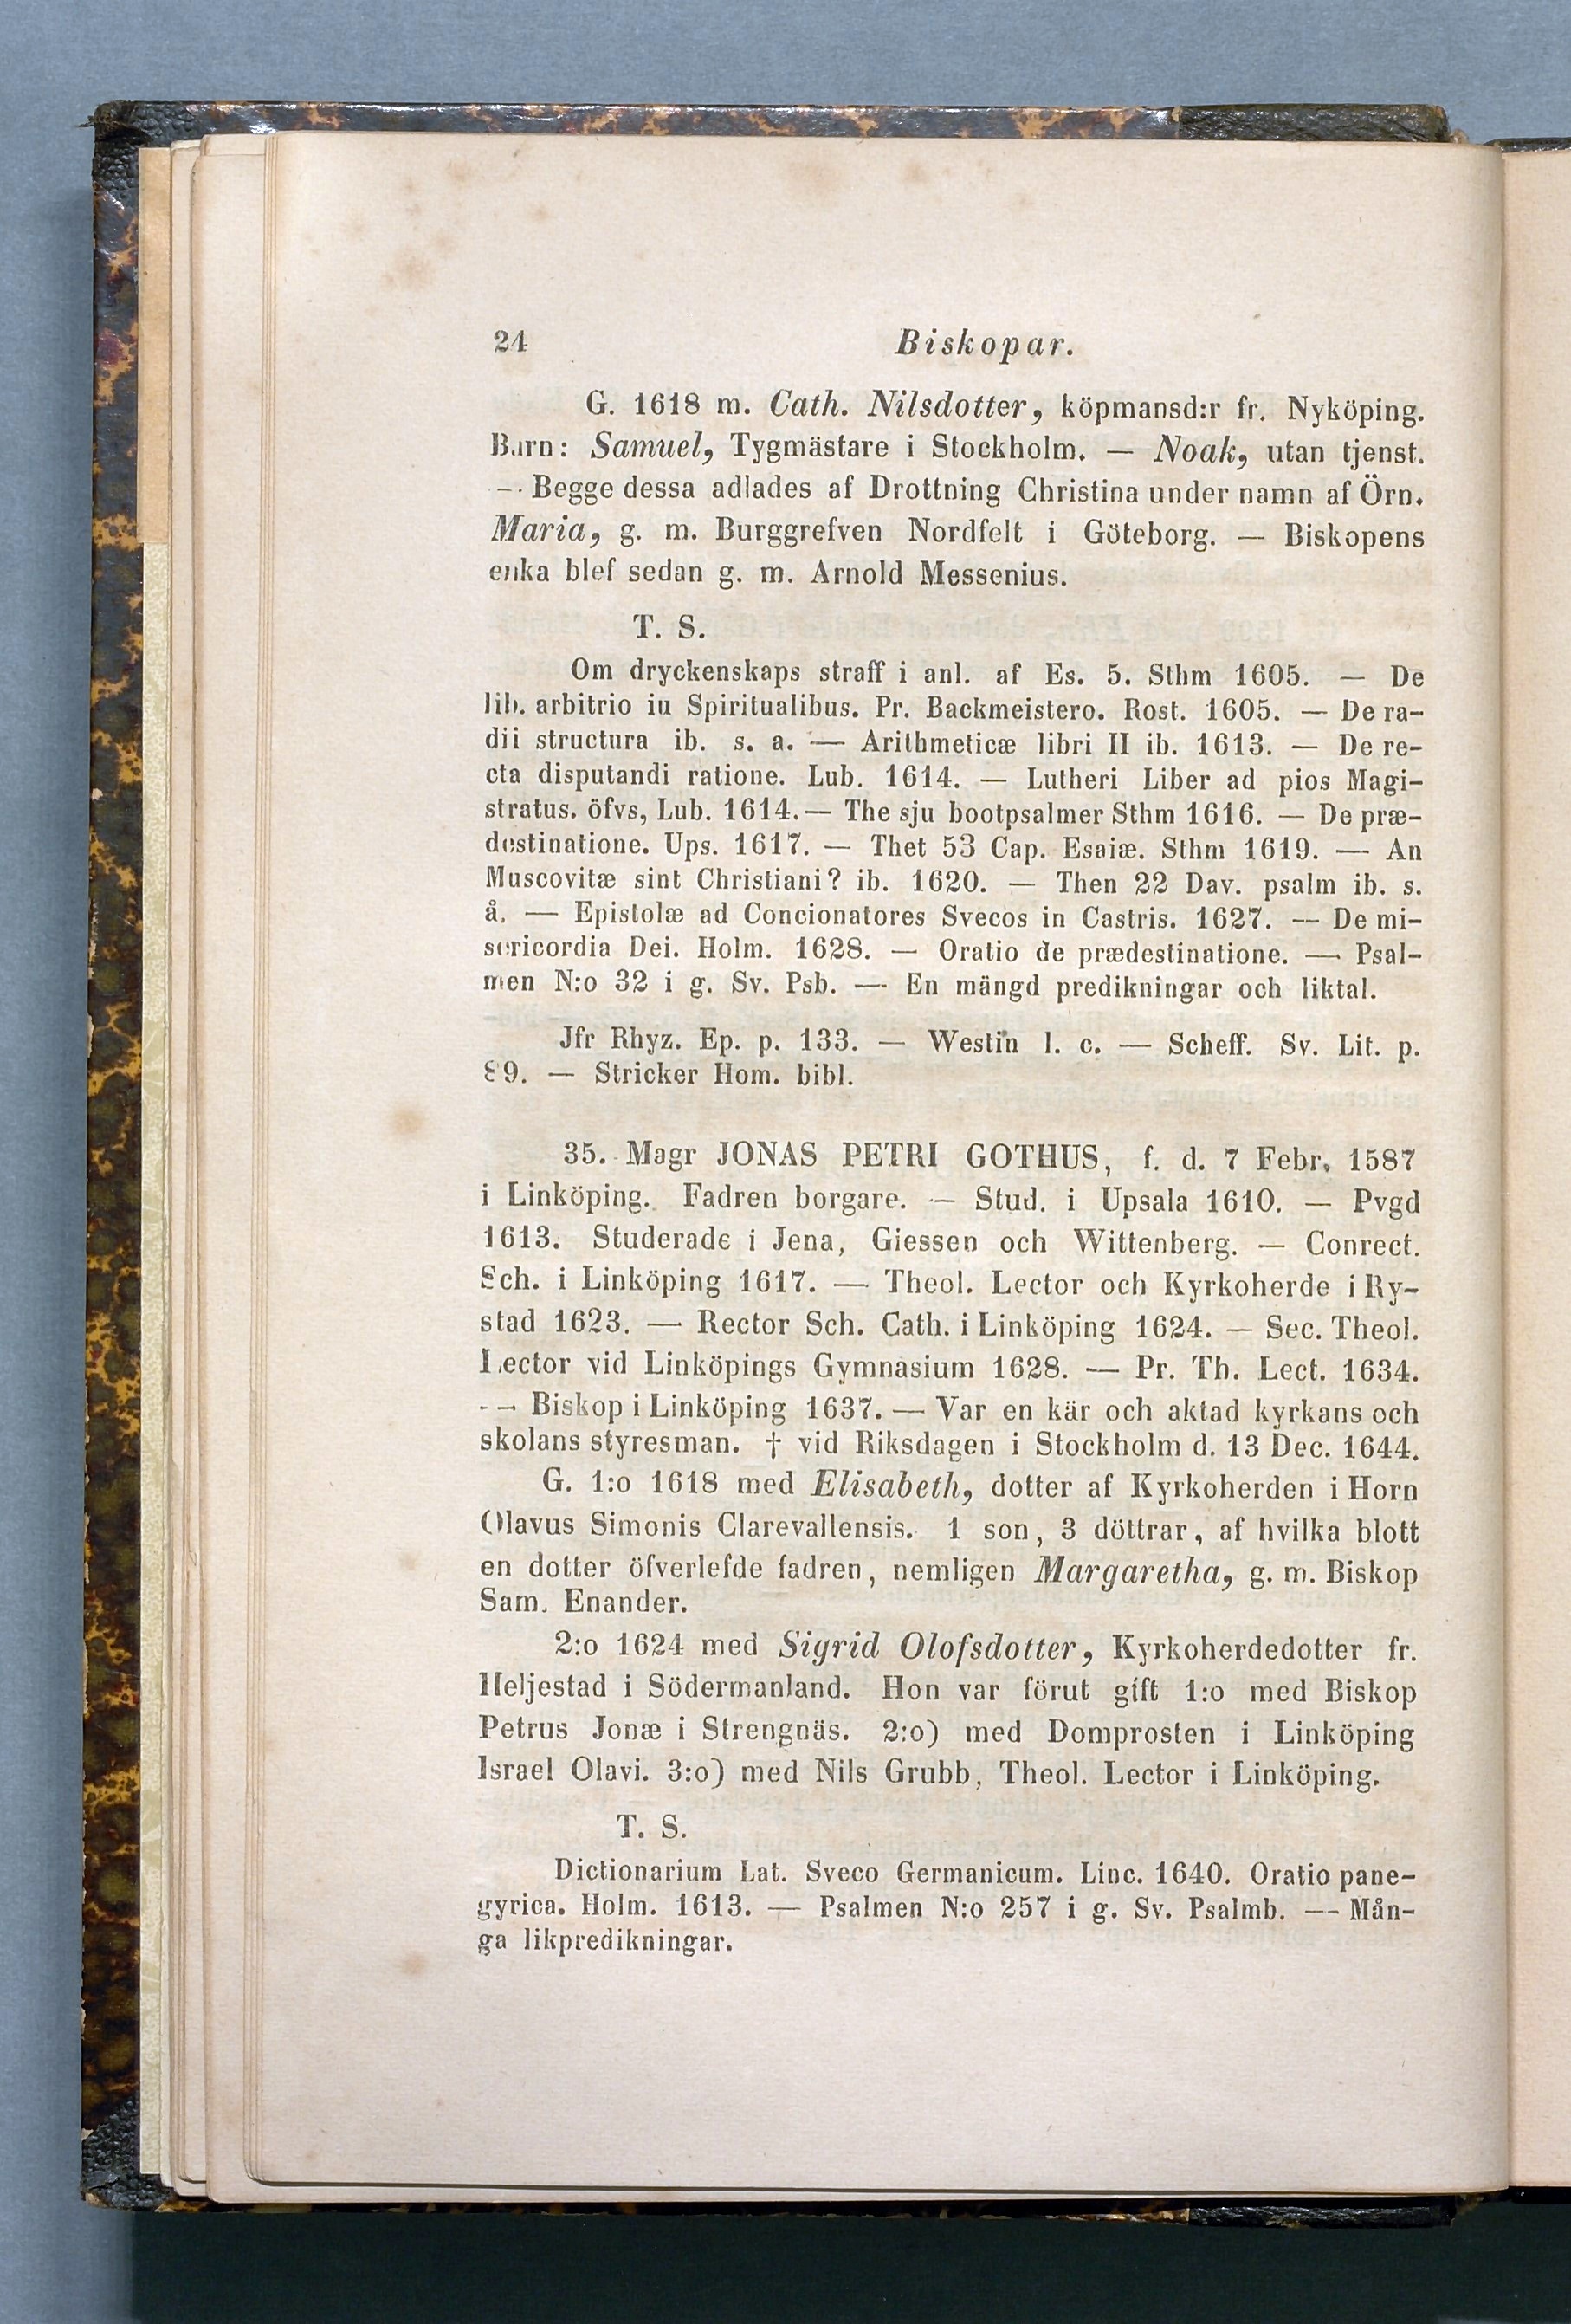 24 Biskopar.
G. 1618 m. Cath. Nilsdotter, köpmansd:r fr. Nyköping.
Barn: Samuel, Tygmästare i Stockholm. — Noak, utan tjenst.
— Begge dessa adlades af Drottning Christina under namn af Örn.
Maria, g. m. Burggrefven Nordfelt i Göteborg. — Biskopens
enka blef sedan g. m. Arnold Messenius.
T. S.
Om dryckenskaps straff i anl. af Es. 5. Sthm 1605. — De
lib. arbitrio iu Spiritualibus. Pr. Backmeistero. Rost. 1605. — De ra-
dii structura ib. s. a. — Arithmeticæ libri II ib. 1613. — De re-
cta disputandi ratione. Lub. 1614. — Lutheri Liber ad pios Magi-
stratus. öfvs, Lub. 1614. — The sju bootpsalmer Sthm 1616. — De præ-
destinatione. Ups. 1617. — Thet 53 Cap. Esaiæ. Sthm 1619. — An
Muscovitæ sint Christiani? ib. 1620. — Then 22 Dav. psalm ib. s.
å. — Epistolæ ad Concionatores Svecos in Castris. 1627. — De mi-
sericordia Dei. Holm. 1628. — Oratio de prædestinatione. — Psal-
men N:o 32 i g. Sv. Psb. — En mängd predikningar och liktal.
Jfr Rhyz. Ep. p. 133. — Westin l. c. — Scheff. Sv. Lit. p.
89. — Stricker Hom. bibl.
35. Magr JONAS PETRI GOTHUS, f. d. 7 Febr. 1587
i Linköping. Fadren borgare. — Stud. i Upsala 1610. — Pvgd
1613. Studerade i Jena, Giessen och Wittenberg. — Conrect.
Sch. i Linköping 1617. — Theol. Lector och Kyrkoherde i Ry-
stad 1623. — Rector Sch. Cath. i Linköping 1624. — Sec. Theol.
Lector vid Linköpings Gymnasium 1628. — Pr. Th. Lect. 1634.
— Biskop i Linköping 1637. — Var en kär och aktad kyrkans och
skolans styresman. † vid Riksdagen i Stockholm d. 13 Dec. 1644.
G. 1:o 1618 med Elisabeth, dotter af Kyrkoherden i Horn
Olavus Simonis Clarevallensis. 1 son, 3 döttrar, af hvilka blott
en dotter öfverlefde fadren, nemligen Margaretha, g. m. Biskop
Sam. Enander.
2:o 1624 med Sigrid Olofsdotter, Kyrkoherdedotter fr.
Heljestad i Södermanland. Hon var förut gift 1:o med Biskop
Petrus Jonæ i Strengnäs. 2:o) med Domprosten i Linköping
Israel Olavi. 3:o) med Nils Grubb, Theol. Lector i Linköping.
T. S.
Dictionarium Lat. Sveco Germanicum. Linc. 1640. Oratio pane-
gyrica. Holm. 1613. — Psalmen N:o 257 i g. Sv. Psalmb. — Mån-
ga likpredikningar.